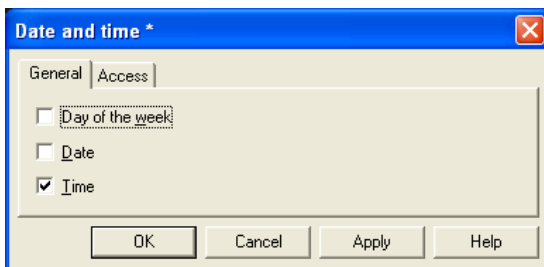 Date and time *
General Access
Day of the week
Date
Time
OK Cancel Apply Help